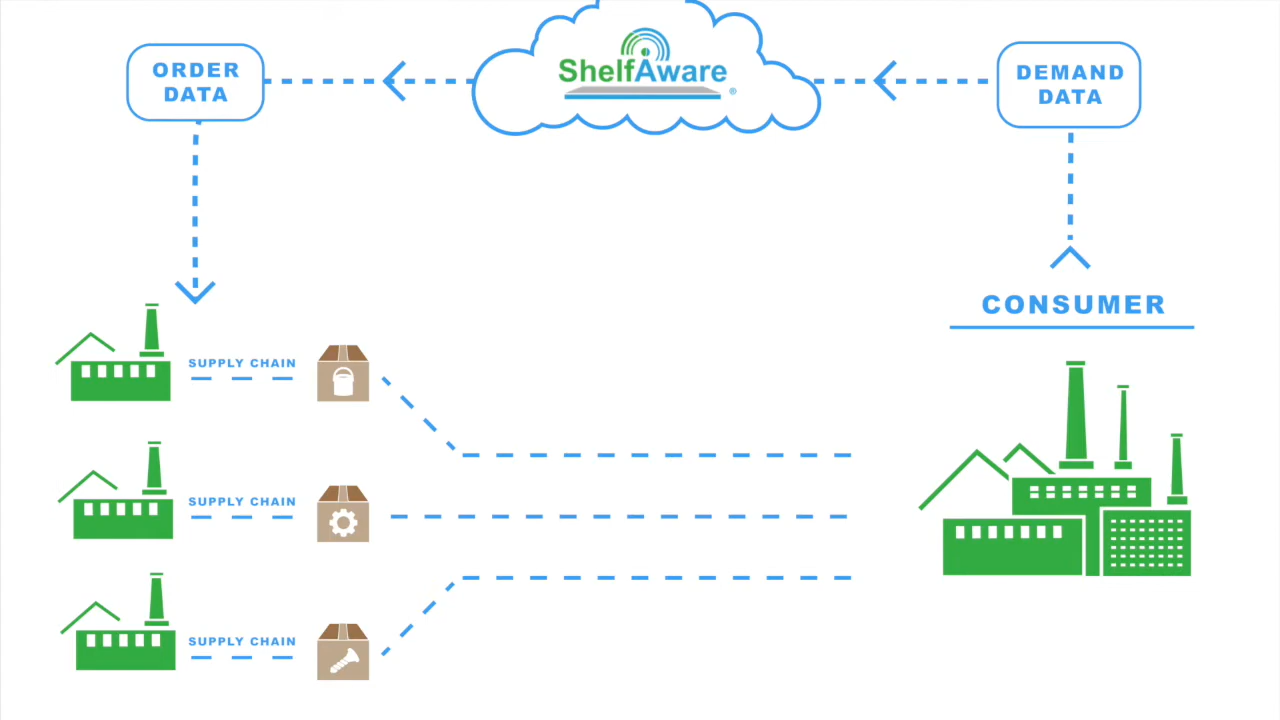 ORDER
DATA
ShelfAware
®
DEMAND
DATA
CONSUMER
SUPPLY CHAIN
SUPPLY CHAIN
SUPPLY CHAIN